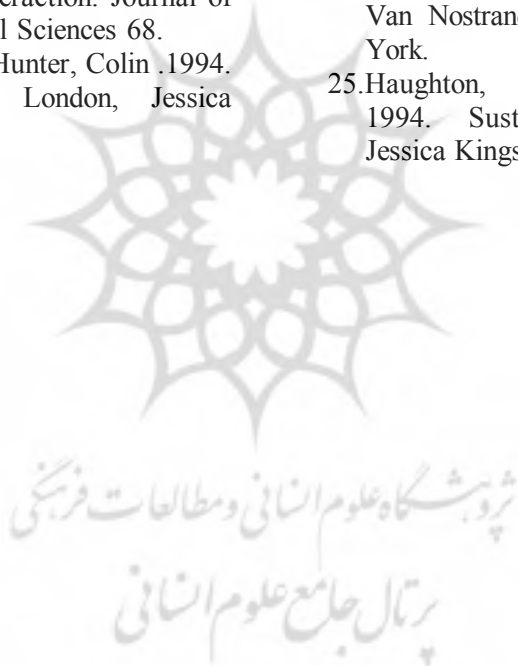 eraction. Journal of
l Sciences 68.
Hunter, Colin .1994.
London, Jessica
Van Nostran
York.
25.Haughton,
1994. Sust
Jessica Kings
پژوهشگاه علوم انسانی و مطالعات فرهنگی
پرتال جامع علوم انسانی